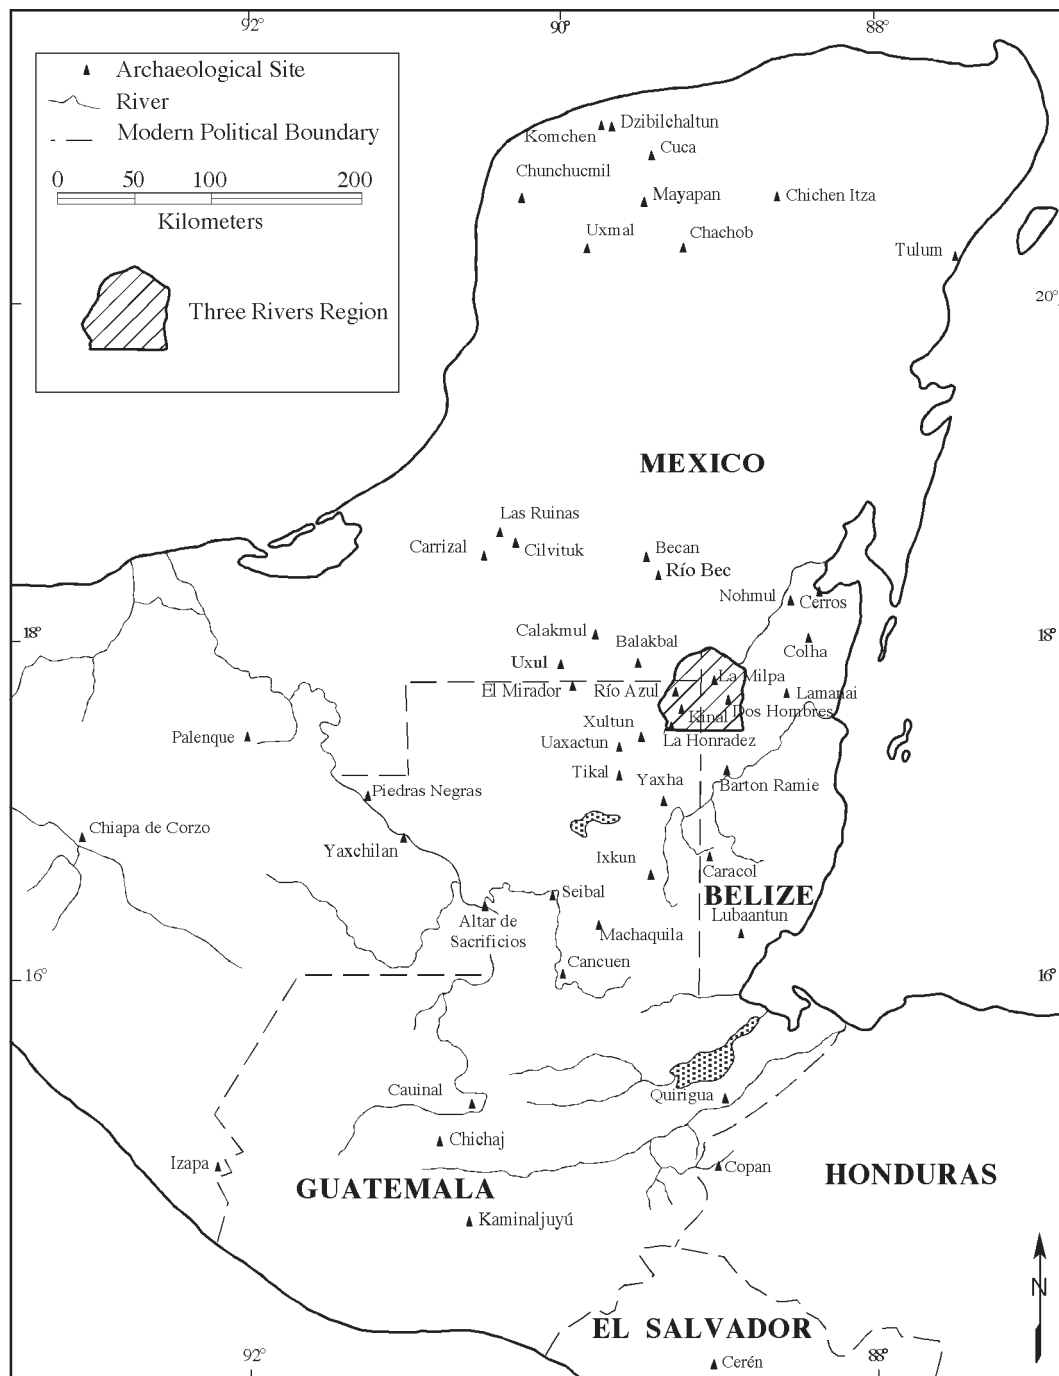 92°
90°
88°
Archaeological Site
River
Modern Political Boundary
0 50 100 200
Kilometers
Three Rivers Region
Komchen
Dzibilchaltun
Cuca
Chunchucmil
Mayapan
Chichen Itza
Uxmal
Chachob
Tulum
20°
MEXICO
Las Ruinas
Carrizal
Cilvituk
Becan
Río Bec
Nohmul
Cerros
18°
Calakmul
Balakbal
18°
Colha
Uxul
La Milpa
El Mirador
Río Azul
Lamanai
Dos Hombres
Kinal
Xultun
Palenque
Uaxactun
La Honradez
Tikal
Yaxha
Barton Ramie
Piedras Negras
Chiapa de Corzo
Yaxchilan
Ixkun
Caracol
Seibal
BELIZE
Altar de
Sacrificios
Lubaantun
Machaquila
Cancuen
16°
16°
Cauinal
Quirigua
Chichaj
Izapa
Copan
GUATEMALA
HONDURAS
Kaminaljuyú
N
EL SALVADOR
Cerén
92°
88°